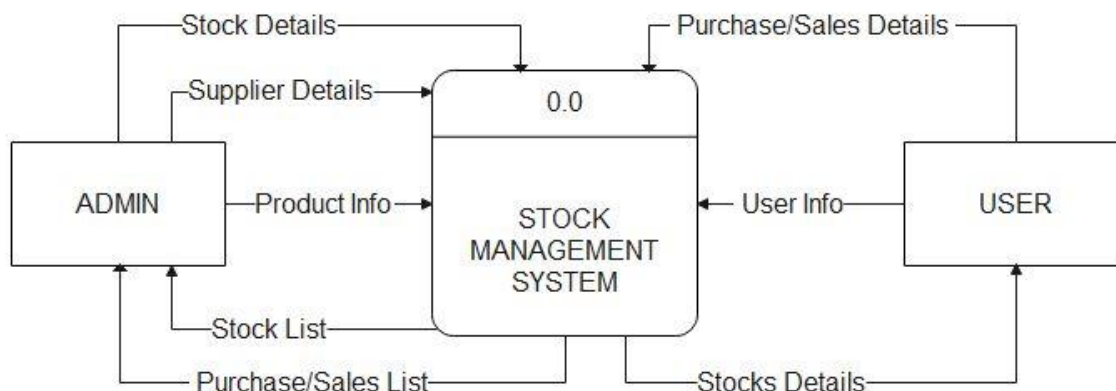 Stock Details
Purchase/Sales Details
Supplier Details
0.0
ADMIN
Product Info
STOCK
MANAGEMENT
SYSTEM
User Info
USER
Stock List
Purchase/Sales List
Stocks Details